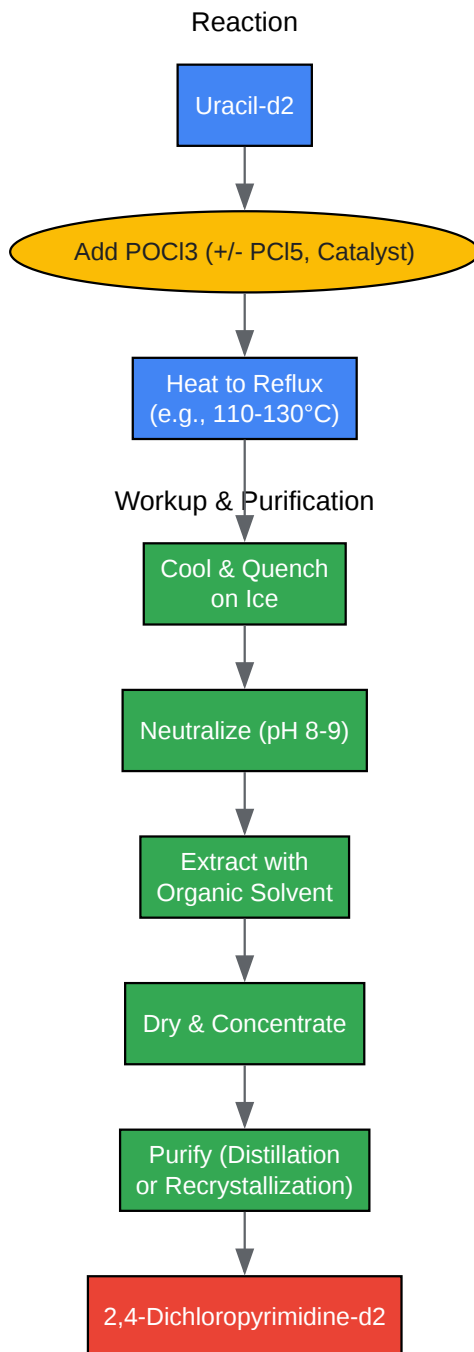 Reaction
Uracil-d2
Add POCl3 (+/- PCl5, Catalyst)
Heat to Reflux
(e.g., 110-130°C)
Workup & Purification
Cool & Quench
on Ice
Neutralize (pH 8-9)
Extract with
Organic Solvent
Dry & Concentrate
Purify (Distillation
or Recrystallization)
2,4-Dichloropyrimidine-d2